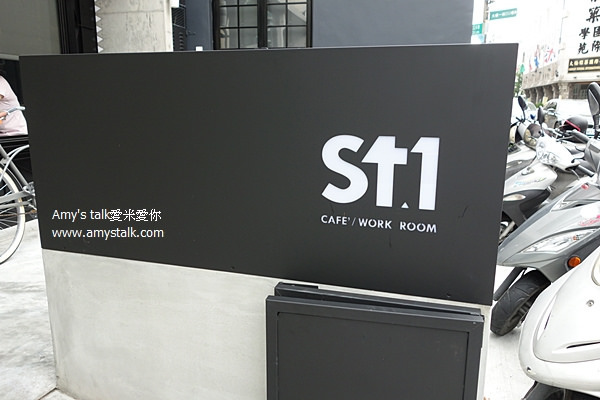 St.1
CAFE'/WORK ROOM
Amy's talk愛米愛你
www.amystalk.com